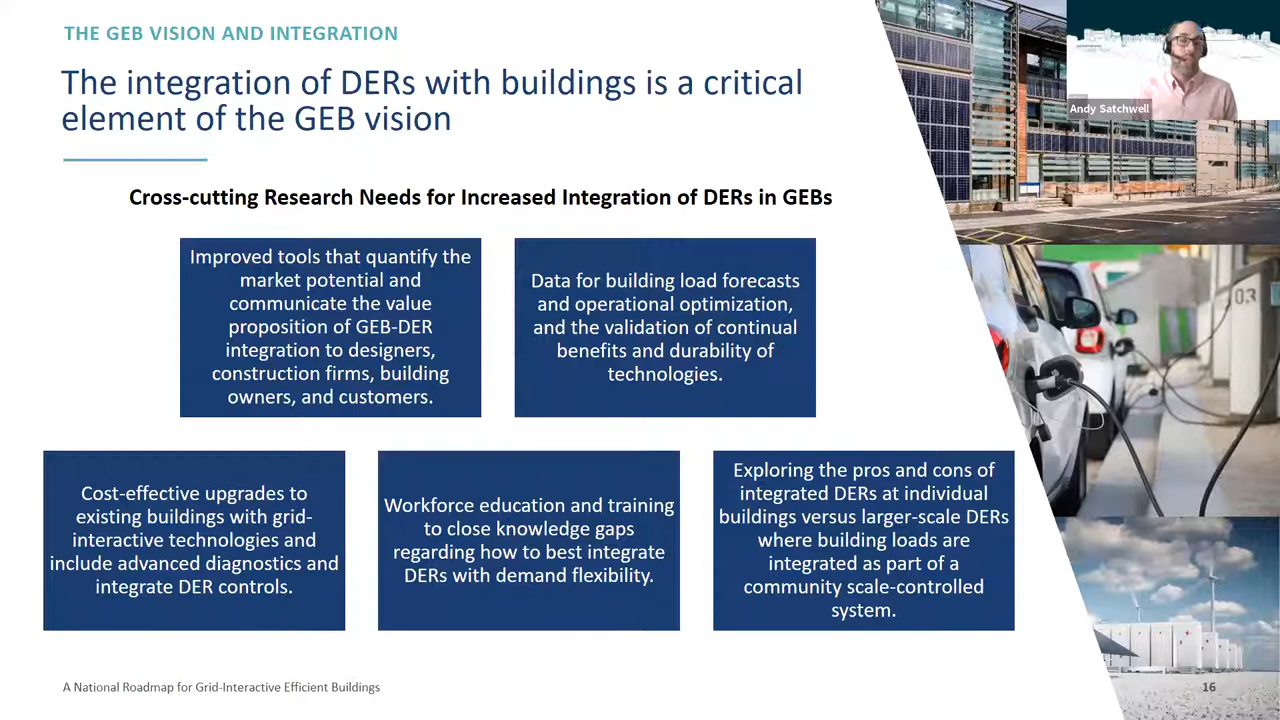 THE GEB VISION AND INTEGRATION
The integration of DERs with buildings is a critical
element of the GEB vision
Andy Satchwell
Cross-cutting Research Needs for Increased Integration of DERs in GEBs
Improved tools that quantify the
market potential and
communicate the value
proposition of GEB-DER
integration to designers,
construction firms, building
owners, and customers.
Data for building load forecasts
and operational optimization,
and the validation of continual
benefits and durability of
technologies.
03
Cost-effective upgrades to
existing buildings with grid-
interactive technologies and
include advanced diagnostics and
integrate DER controls.
Workforce education and training
to close knowledge gaps
regarding how to best integrate
DERs with demand flexibility.
Exploring the pros and cons of
integrated DERs at individual
buildings versus larger-scale DERs
where building loads are
integrated as part of a
community scale-controlled
system.
A National Roadmap for Grid-Interactive Efficient Buildings
16